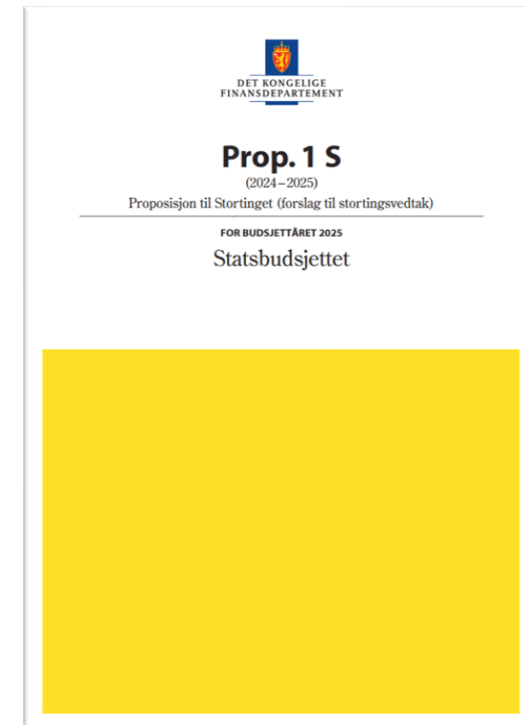 DET KONGELIGE
FINANSDEPARTEMENT
Prop. 1 S
(2024–2025)
Proposisjon til Stortinget (forslag til stortingsvedtak)
FOR BUDSJETTÅRET 2025
Statsbudsjettet